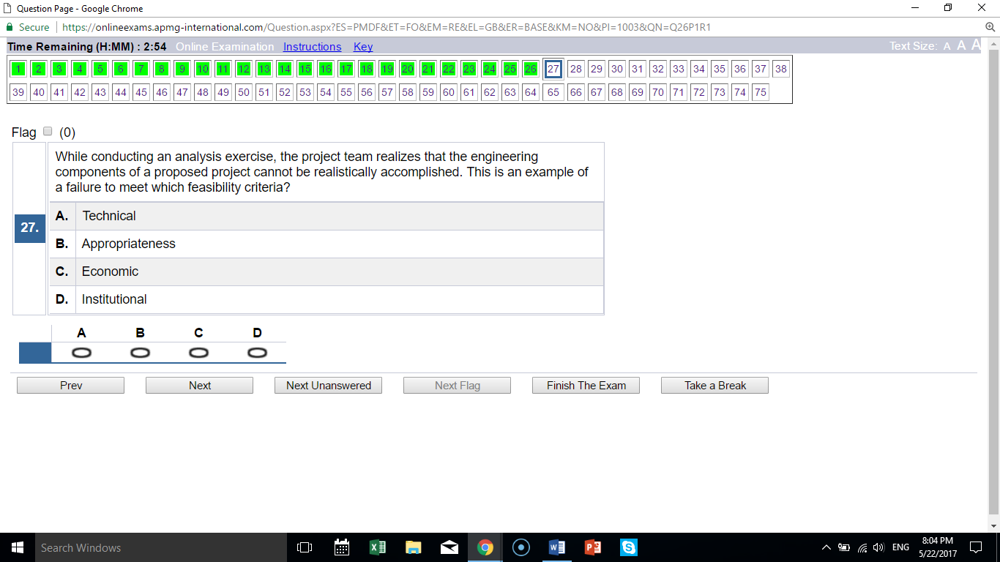 Question Page - Google Chrome
Secure https://onlineexams.apmg-international.com/Question.aspx?ES=PMDF&ET=FO&EM=RE&EL=GB&ER=BASE&KM=NO&PI=1003&QN=Q26P1R1
Time Remaining (H:MM) : 2:54 Online Examination Instructions Key Text Size: A A A
1 2 3 4 5 6 7 8 9 10 11 12 13 14 15 16 17 18 19 20 21 22 23 24 25 26 27 28 29 30 31 32 33 34 35 36 37 38
39 40 41 42 43 44 45 46 47 48 49 50 51 52 53 54 55 56 57 58 59 60 61 62 63 64 65 66 67 68 69 70 71 72 73 74 75
Flag (0)
While conducting an analysis exercise, the project team realizes that the engineering
components of a proposed project cannot be realistically accomplished. This is an example of
a failure to meet which feasibility criteria?
27.
A. Technical
B. Appropriateness
C. Economic
D. Institutional
A B C D
Prev Next Next Unanswered Next Flag Finish The Exam Take a Break
Search Windows
ENG
8:04 PM
5/22/2017